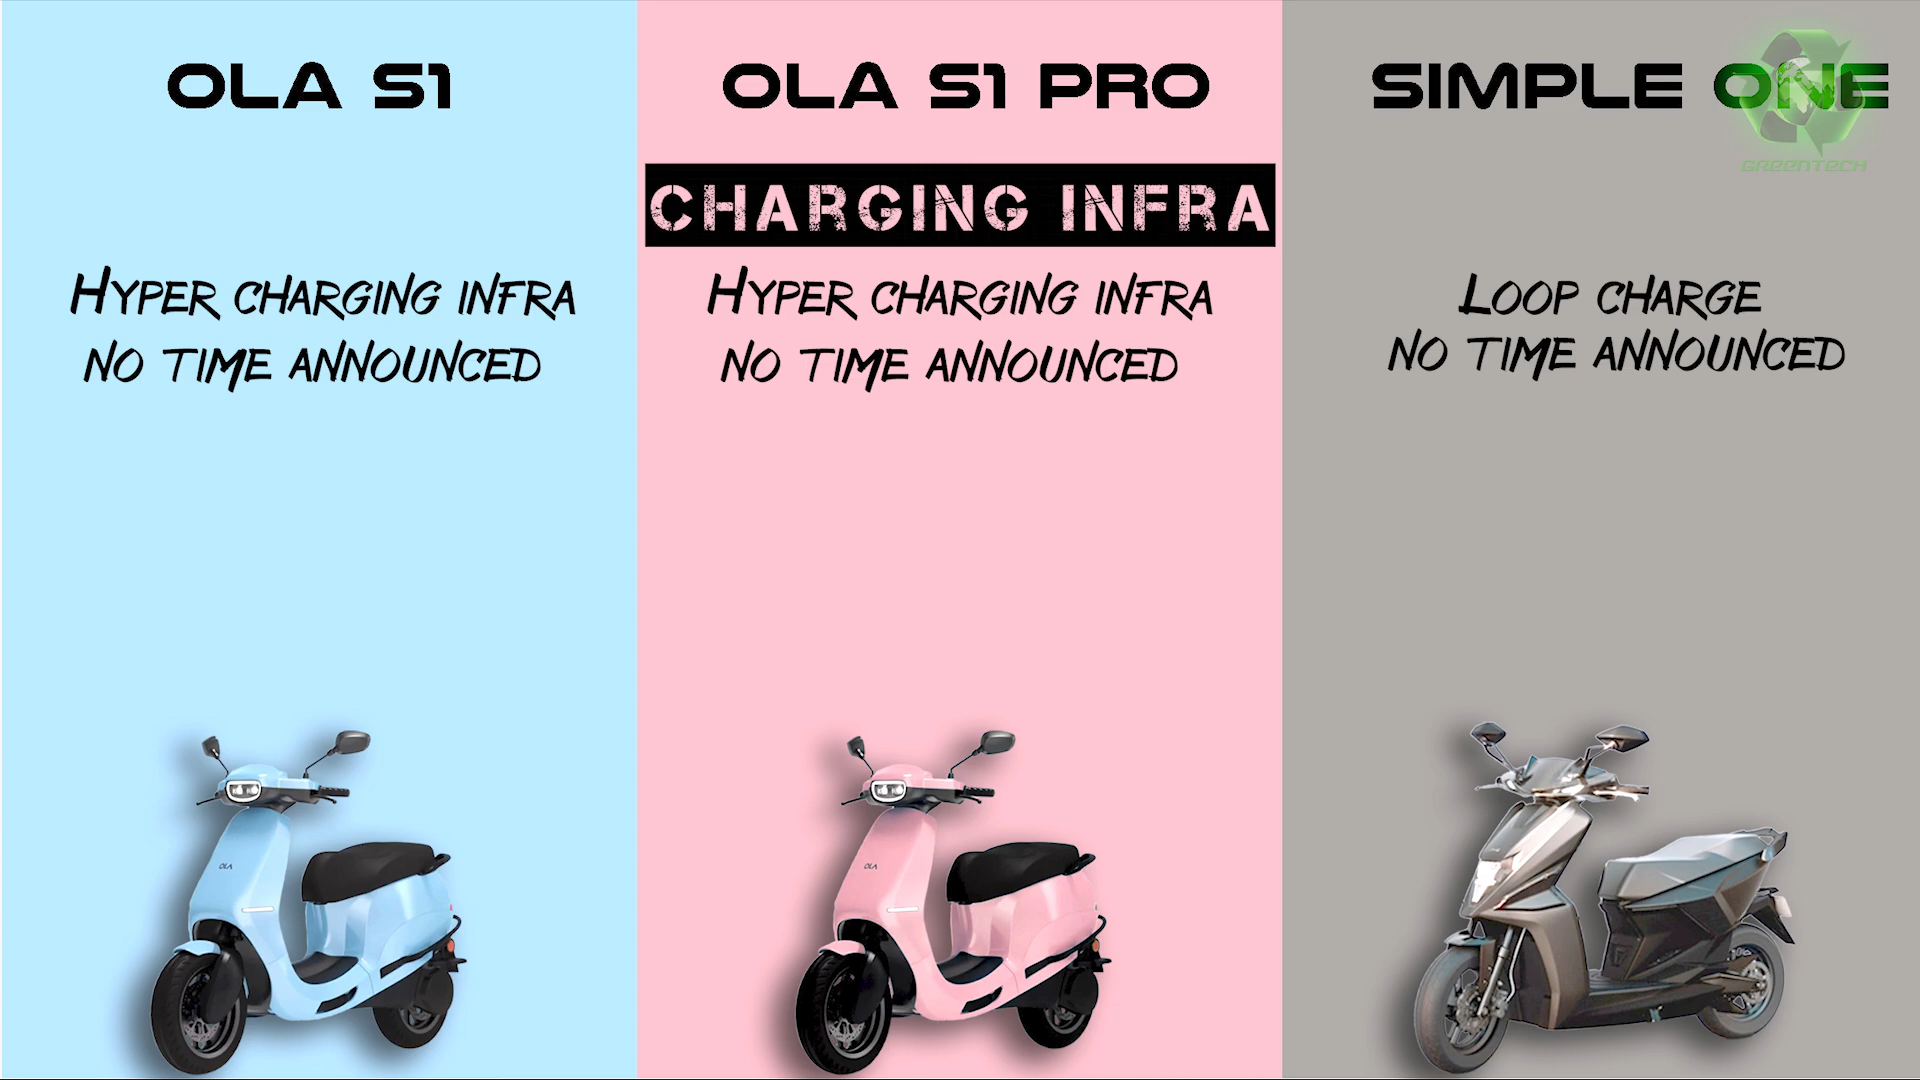 OLA S1
OLA S1 PRO
SIMPLE ONE
GREENTECH
CHARGING INFRA
HYPER CHARGING INFRA
NO TIME ANNOUNCED
HYPER CHARGING INFRA
NO TIME ANNOUNCED
LOOP CHARGE
NO TIME ANNOUNCED
OLA
OLA